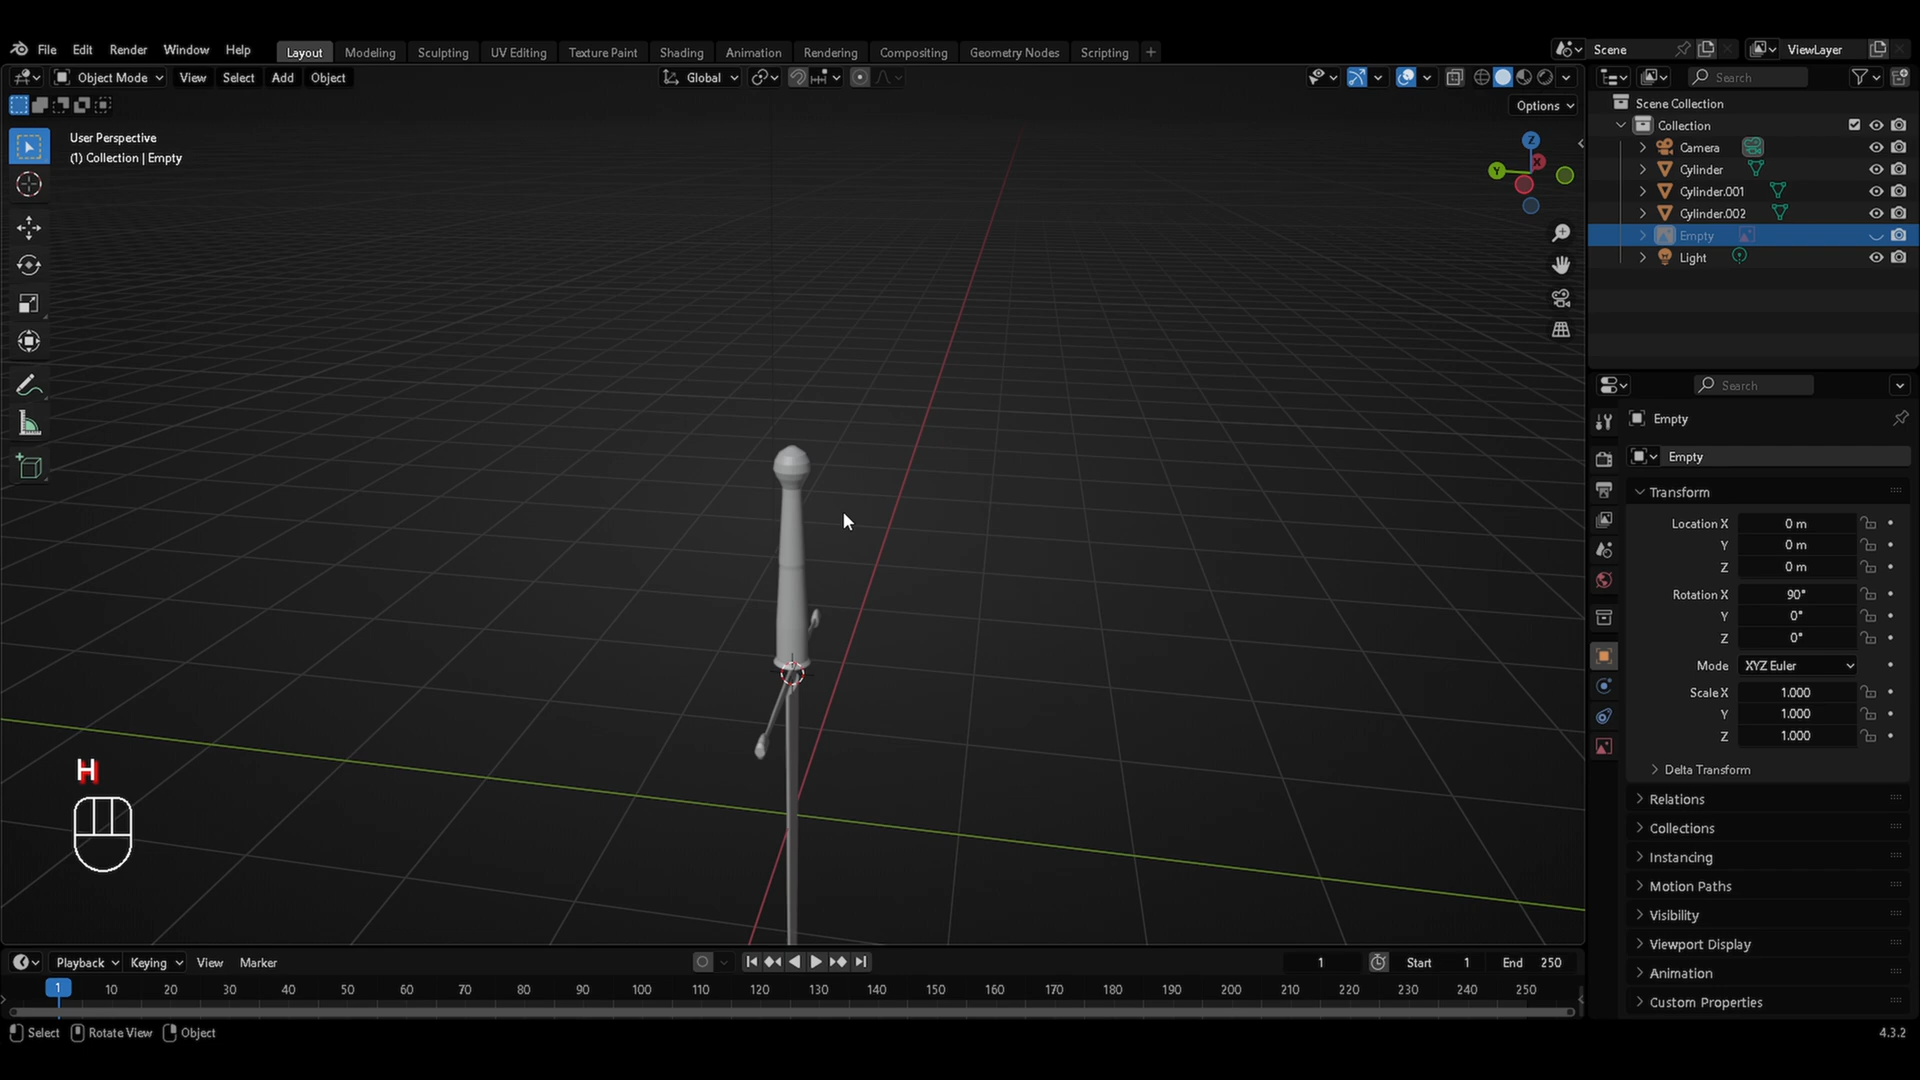 File Edit Render Window Help
Layout Modeling Sculpting UV Editing Texture Paint Shading Animation Rendering Compositing Geometry Nodes Scripting +
Scene
ViewLayer
Object Mode View Select Add Object
Global
Search
Options
User Perspective
(1) Collection | Empty
Z
X
Y
Scene Collection
Collection
Camera
Cylinder
Cylinder.001
Cylinder.002
Empty
Light
Search
Empty
Empty
Transform
Location X 0 m
Y 0 m
Z 0 m
Rotation X 90°
Y 0°
Z 0°
Mode XYZ Euler
Scale X 1.000
Y 1.000
Z 1.000
Delta Transform
Relations
Collections
Instancing
Motion Paths
Visibility
Viewport Display
Animation
Custom Properties
H
Playback Keying View Marker
1 Start 1 End 250
1 10 20 30 40 50 60 70 80 90 100 110 120 130 140 150 160 170 180 190 200 210 220 230 240 250
Select Rotate View Object
4.3.2